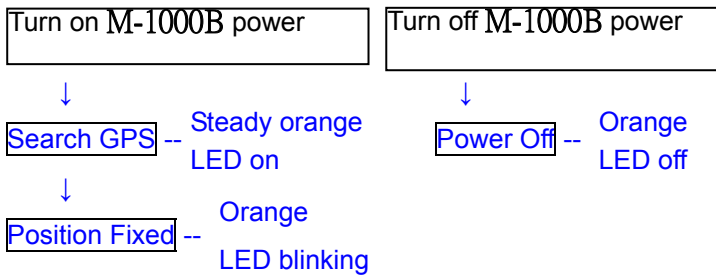 Turn on M-1000B power
↓
Search GPS -- Steady orange
LED on
↓
Position Fixed -- Orange
LED blinking
Turn off M-1000B power
↓
Power Off -- Orange
LED off